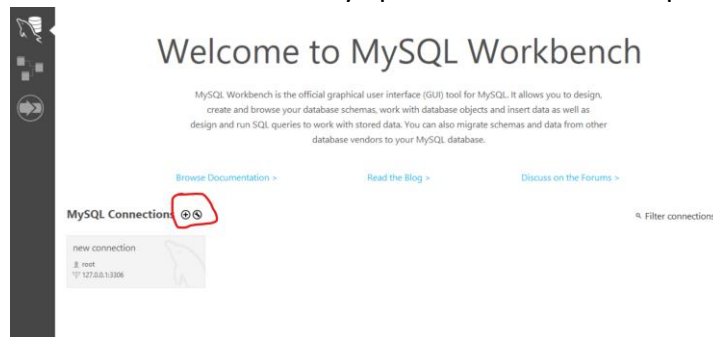 Welcome to MySQL Workbench
MySQL Workbench is the official graphical user interface (GUI) tool for MySQL. It allows you to design,
create and browse your database schemas, work with database objects and insert data as well as
design and run SQL queries to work with stored data. You can also migrate schemas and data from other
database vendors to your MySQL database.
Browse Documentation >
Read the Blog >
Discuss on the Forums >
MySQL Connections
Filter connections
new connection
root
127.0.0.1:3306